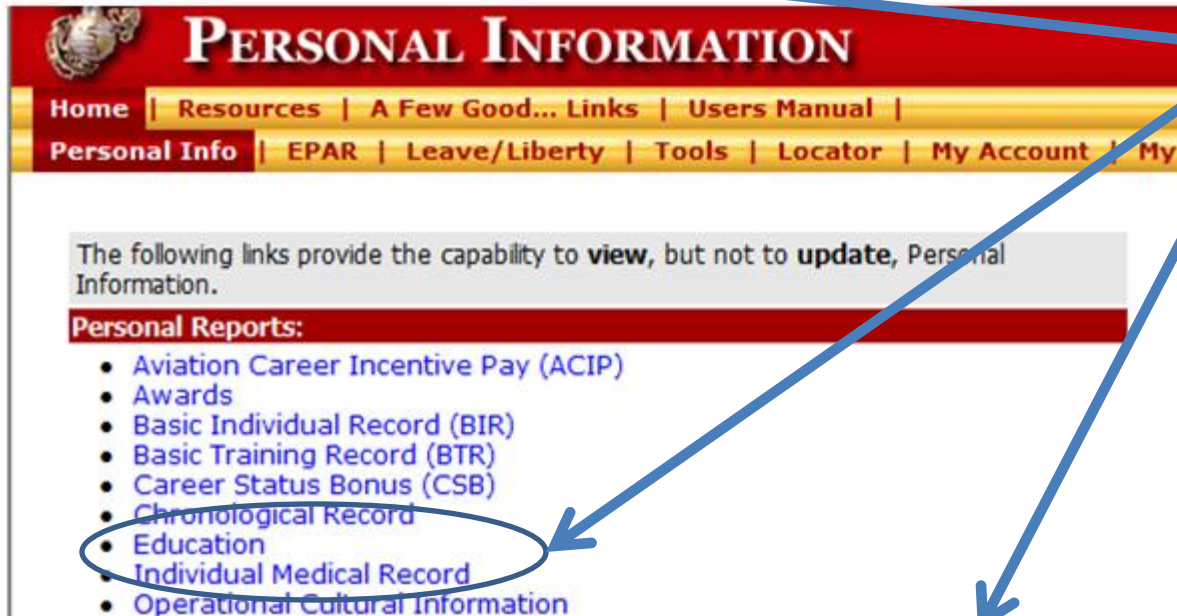 PERSONAL INFORMATION
Home | Resources | A Few Good... Links | Users Manual |
Personal Info | EPAR | Leave/Liberty | Tools | Locator | My Account | My
The following links provide the capability to view, but not to update, Personal
Information.
Personal Reports:
• Aviation Career Incentive Pay (ACIP)
• Awards
• Basic Individual Record (BIR)
• Basic Training Record (BTR)
• Career Status Bonus (CSB)
• Chronological Record
• Education
• Individual Medical Record
• Operational Cultural Information